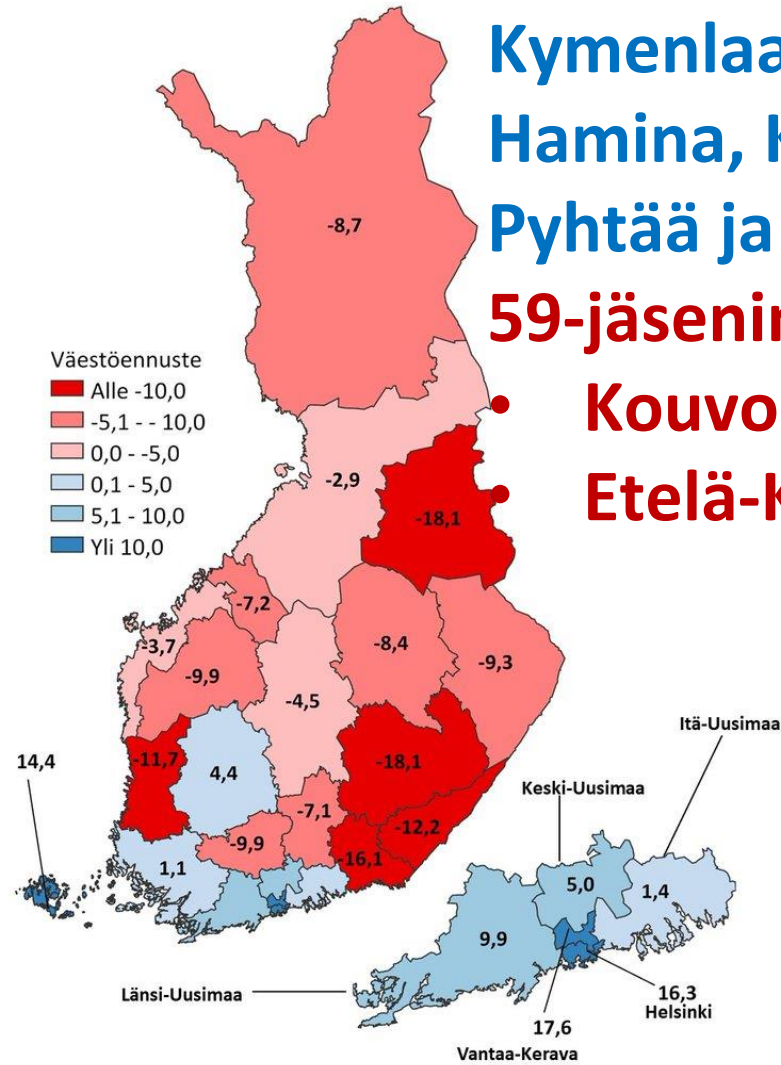 Kymenlaa
Hamina, K
Pyhtää ja
59-jäsenin
• Kouvo
• Etelä-K
-8,7
Väestöennuste
Alle -10,0
-5,1 - - 10,0
0,0 - -5,0
0,1 - 5,0
5,1 - 10,0
Yli 10,0
-2,9
-18,1
-7,2
-3,7
-8,4
-9,9
-9,3
-4,5
14,4
-11,7
4,4
-18,1
-7,1
-12,2
-9,9
-16,1
1,1
Itä-Uusimaa
Keski-Uusimaa
5,0
1,4
9,9
Länsi-Uusimaa
16,3
Helsinki
17,6
Vantaa-Kerava